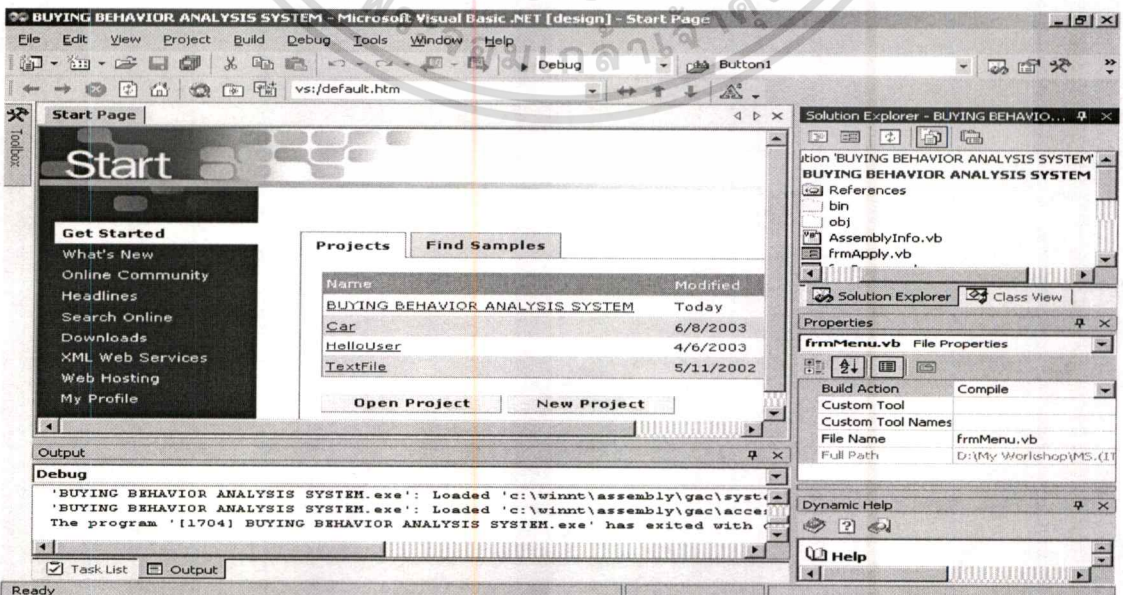 BUYING BEHAVIOR ANALYSIS SYSTEM - Microsoft Visual Basic .NET [design] - Start Page
File Edit View Project Build Debug Tools Window Help
Debug Button1
vs:/default.htm
Toolbox
Start Page
Start
Get Started
What's New
Online Community
Headlines
Search Online
Downloads
XML Web Services
Web Hosting
My Profile
Projects Find Samples
Name Modified
BUYING BEHAVIOR ANALYSIS SYSTEM Today
Car 6/8/2003
HelloUser 4/6/2003
TextFile 5/11/2002
Open Project New Project
Solution Explorer - BUYING BEHAVIO...
ution 'BUYING BEHAVIOR ANALYSIS SYSTEM'
BUYING BEHAVIOR ANALYSIS SYSTEM
References
bin
obj
AssemblyInfo.vb
frmApply.vb
Solution Explorer Class View
Properties
frmMenu.vb File Properties
Build Action Compile
Custom Tool
Custom Tool Names
File Name frmMenu.vb
Full Path D:\My Workshop\MS.(IT
Output
Debug
'BUYING BEHAVIOR ANALYSIS SYSTEM.exe': Loaded 'c:\winnt\assembly\gac\syste
'BUYING BEHAVIOR ANALYSIS SYSTEM.exe': Loaded 'c:\winnt\assembly\gac\acces
The program '[1704] BUYING BEHAVIOR ANALYSIS SYSTEM.exe' has exited with
Task List Output
Dynamic Help
Help
Ready